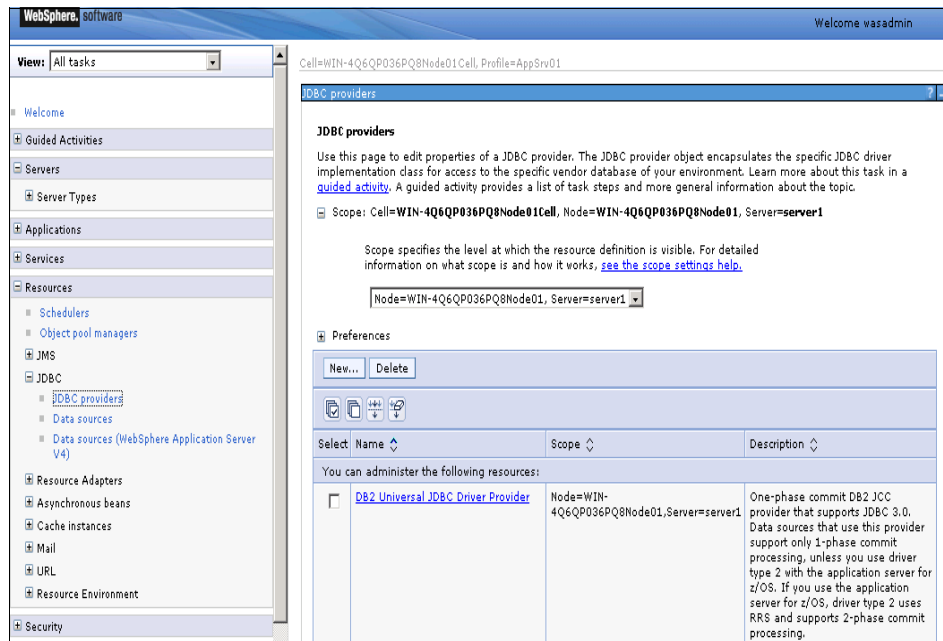 WebSphere. software
Welcome wasadmin
View: All tasks
Welcome
Guided Activities
Servers
Server Types
Applications
Services
Resources
Schedulers
Object pool managers
JMS
JDBC
JDBC providers
Data sources
Data sources (WebSphere Application Server
V4)
Resource Adapters
Asynchronous beans
Cache instances
Mail
URL
Resource Environment
Security
Cell=WIN-4Q6QP036PQ8Node01Cell, Profile=AppSrv01
JDBC providers ? -
JDBC providers
Use this page to edit properties of a JDBC provider. The JDBC provider object encapsulates the specific JDBC driver
implementation class for access to the specific vendor database of your environment. Learn more about this task in a
guided activity. A guided activity provides a list of task steps and more general information about the topic.
Scope: Cell=WIN-4Q6QP036PQ8Node01Cell, Node=WIN-4Q6QP036PQ8Node01, Server=server1
Scope specifies the level at which the resource definition is visible. For detailed
information on what scope is and how it works, see the scope settings help.
Node=WIN-4Q6QP036PQ8Node01, Server=server1
Preferences
New... Delete
Select Name Scope Description
You can administer the following resources:
DB2 Universal JDBC Driver Provider
Node=WIN-
4Q6QP036PQ8Node01,Server=server1
One-phase commit DB2 JCC
provider that supports JDBC 3.0.
Data sources that use this provider
support only 1-phase commit
processing, unless you use driver
type 2 with the application server for
z/OS. If you use the application
server for z/OS, driver type 2 uses
RRS and supports 2-phase commit
processing.